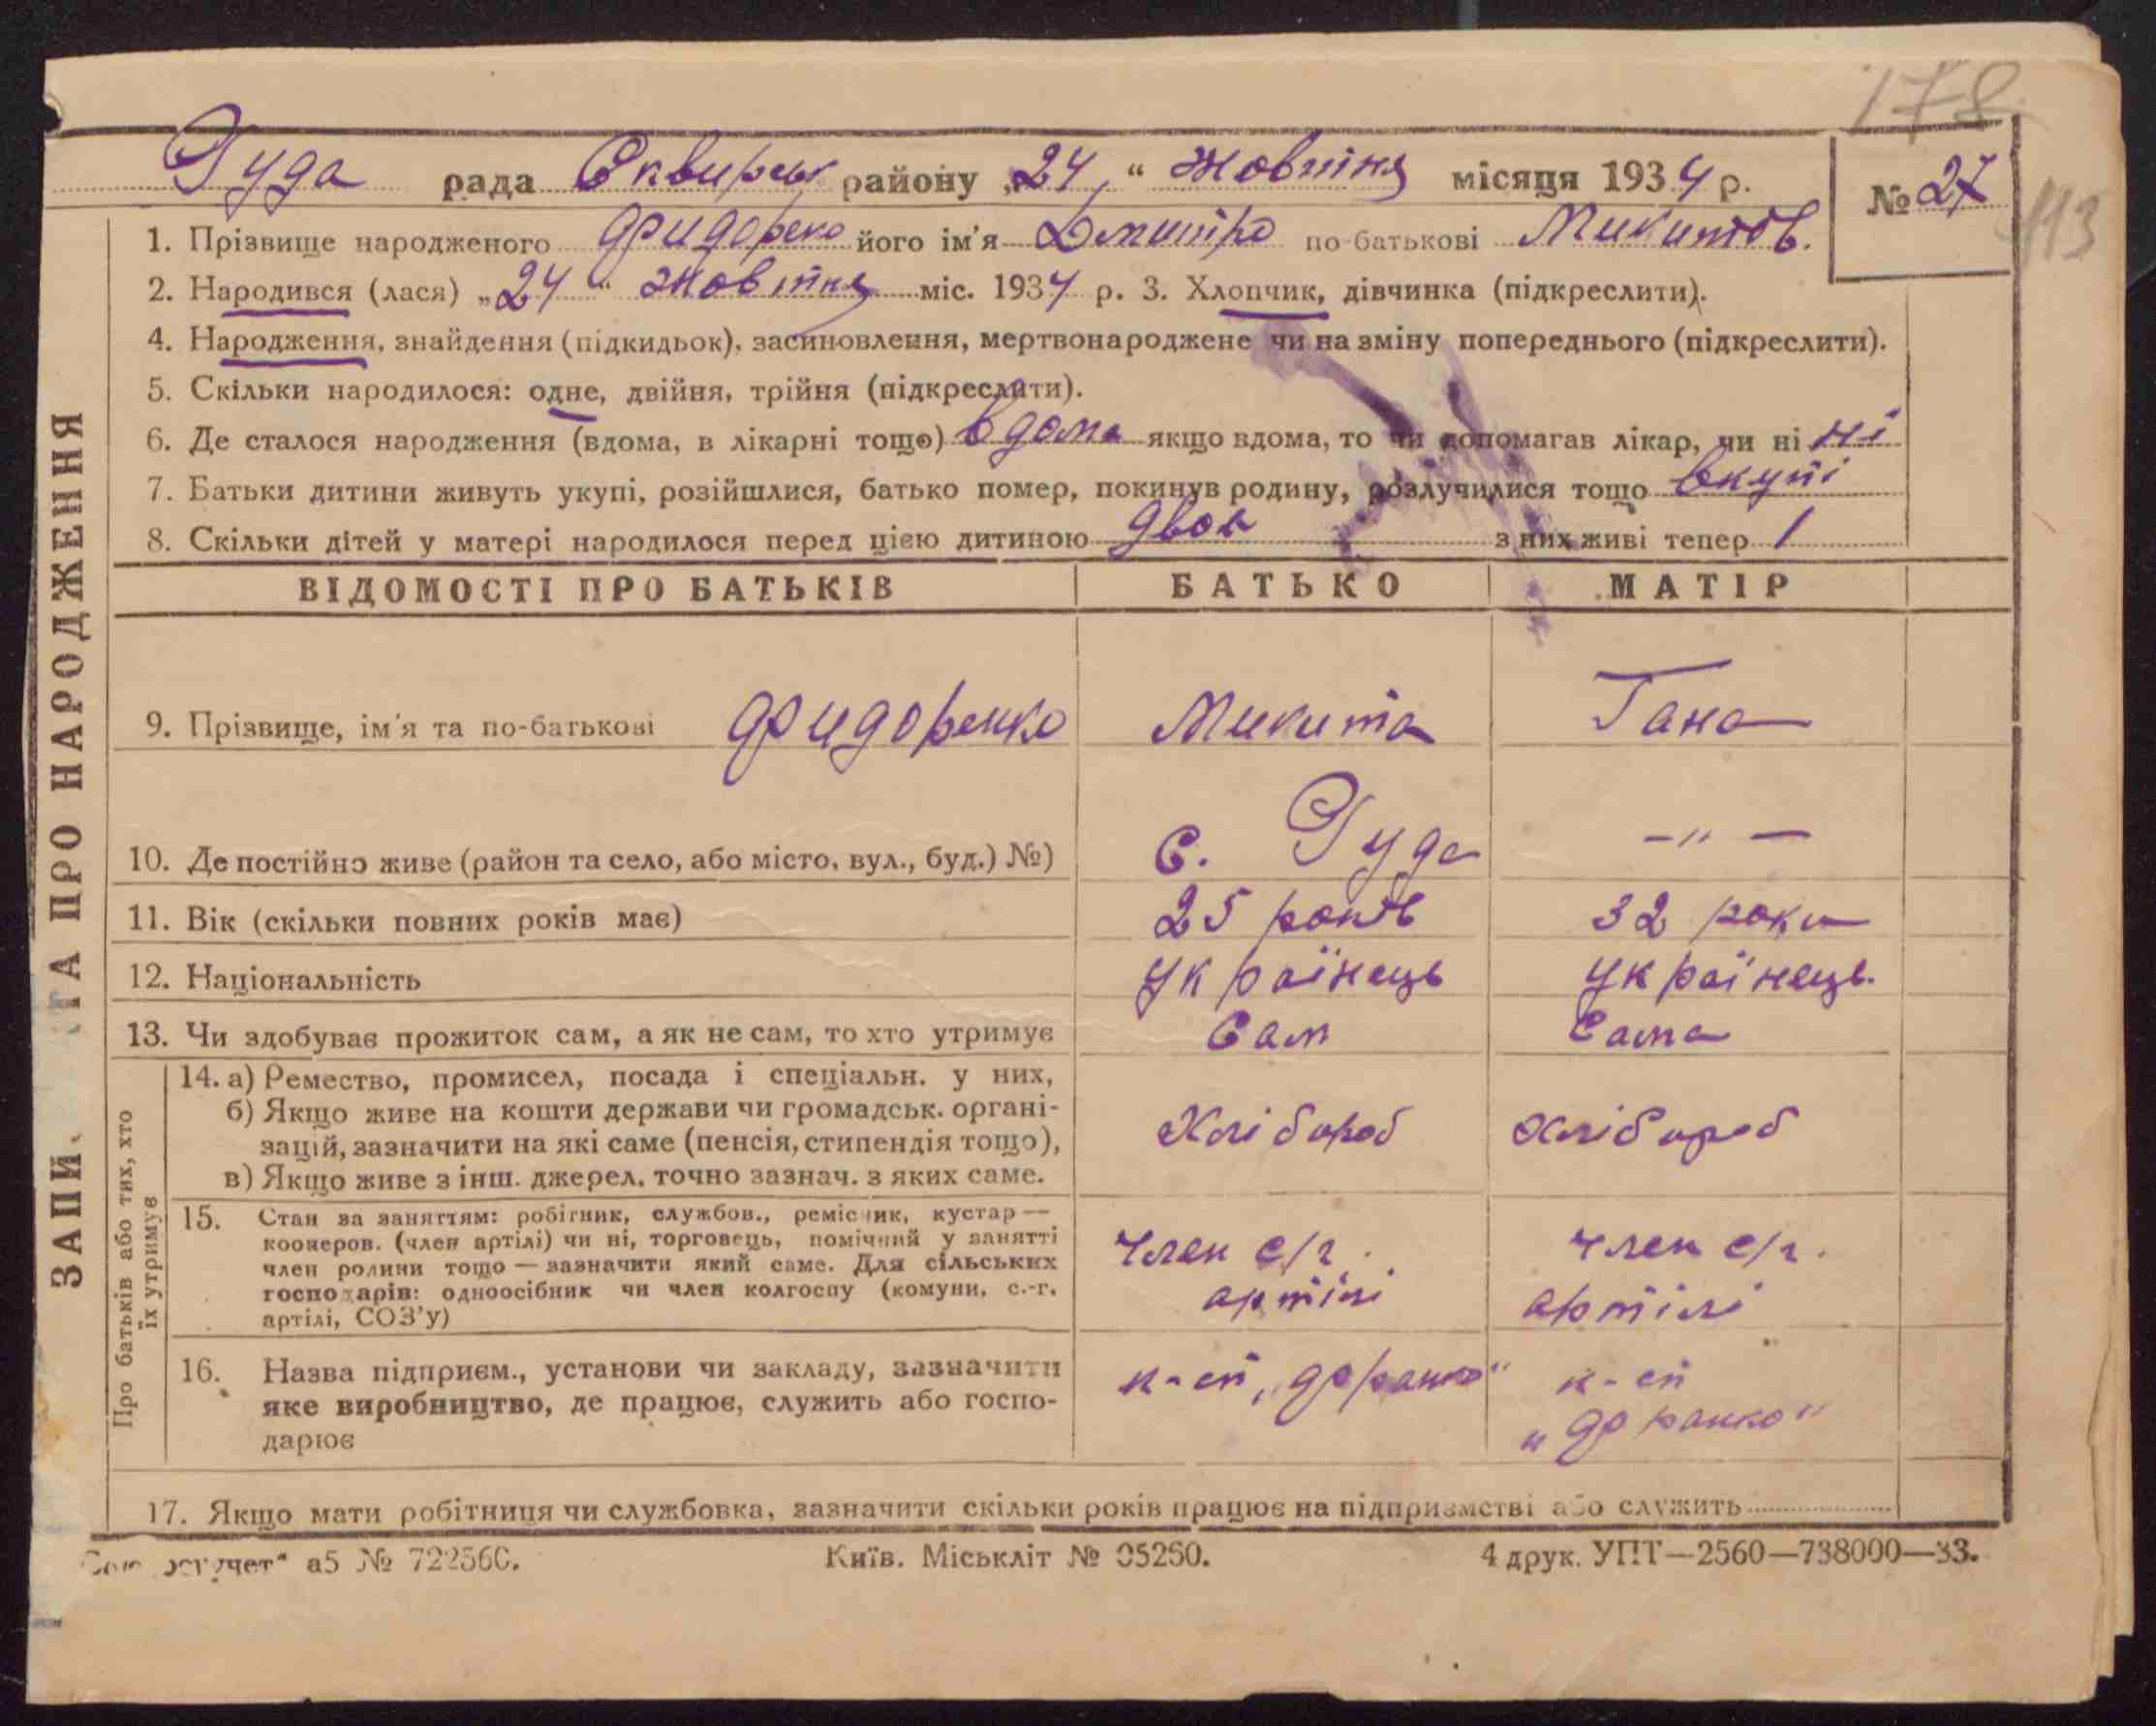 178
Руда рада Сквирськ району „24„ “ Жовтня місяця 1934 р. № 27
113
1. Прізвище народженого його ім'я Дмитро по-батькові Микитов.
2. Народився (лася) „24“ жовтня міс. 1934 р. 3. Хлопчик, дівчинка (підкреслити).
4. Народження, знайдення (підкидьок), засиновлення, мертвонароджене чи на зміну попереднього (підкреслити).
5. Скільки народилося: одне, двійня, трійня (підкреслити).
6. Де сталося народження (вдома, в лікарні тощо) вдома якщо вдома, то чи допомагав лікар, чи ні ні
7. Батьки дитини живуть укупі, розійшлися, батько помер, покинув родину, розлучилися тощо вкупі
8. Скільки дітей у матері народилося перед цією дитиною двох з них живі тепер 1
ВІДОМОСТІ ПРО БАТЬКІВ БАТЬКО МАТІР
9. Прізвище, ім'я та по-батькові Микита Гана
10. Де постійно живе (район та село, або місто, вул., буд.) №) с. Руда —„—
11. Вік (скільки повних років має) 25 років 32 роки
12. Національність українець українець.
13. Чи здобуває прожиток сам, а як не сам, то хто утримує Сам Сама
14. а) Ремество, промисел, посада і спеціальн. у них,
б) Якщо живе на кошти держави чи громадськ. органі-
зацій, зазначити на які саме (пенсія, стипендія тощо), Хлібороб хлібороб
в) Якщо живе з інш. джерел, точно зазнач. з яких саме.
15. Стан за заняттям: робітник, службов., ремісник, кустар —
кооперов. (член артілі) чи ні, торговець, помічний у занятті
член родини тощо — зазначити який саме. Для сільських член с/г. член с/г.
господарів: одноосібник чи член колгоспу (комуни, с.-г. артілі артілі
артілі, СОЗ'у)
16. Назва підприєм., установи чи закладу, зазначити
яке виробництво, де працює, служить або госпо-
дарює
17. Якщо мати робітниця чи службовка, зазначити скільки років працює на підприємстві або служить
а5 № 722560. Київ. Міськліт № 05260. 4 друк. УПТ—2560—738000—33.
ПРО НАРОДЖЕННЯ
Про батьків або тих, хто
їх утримує